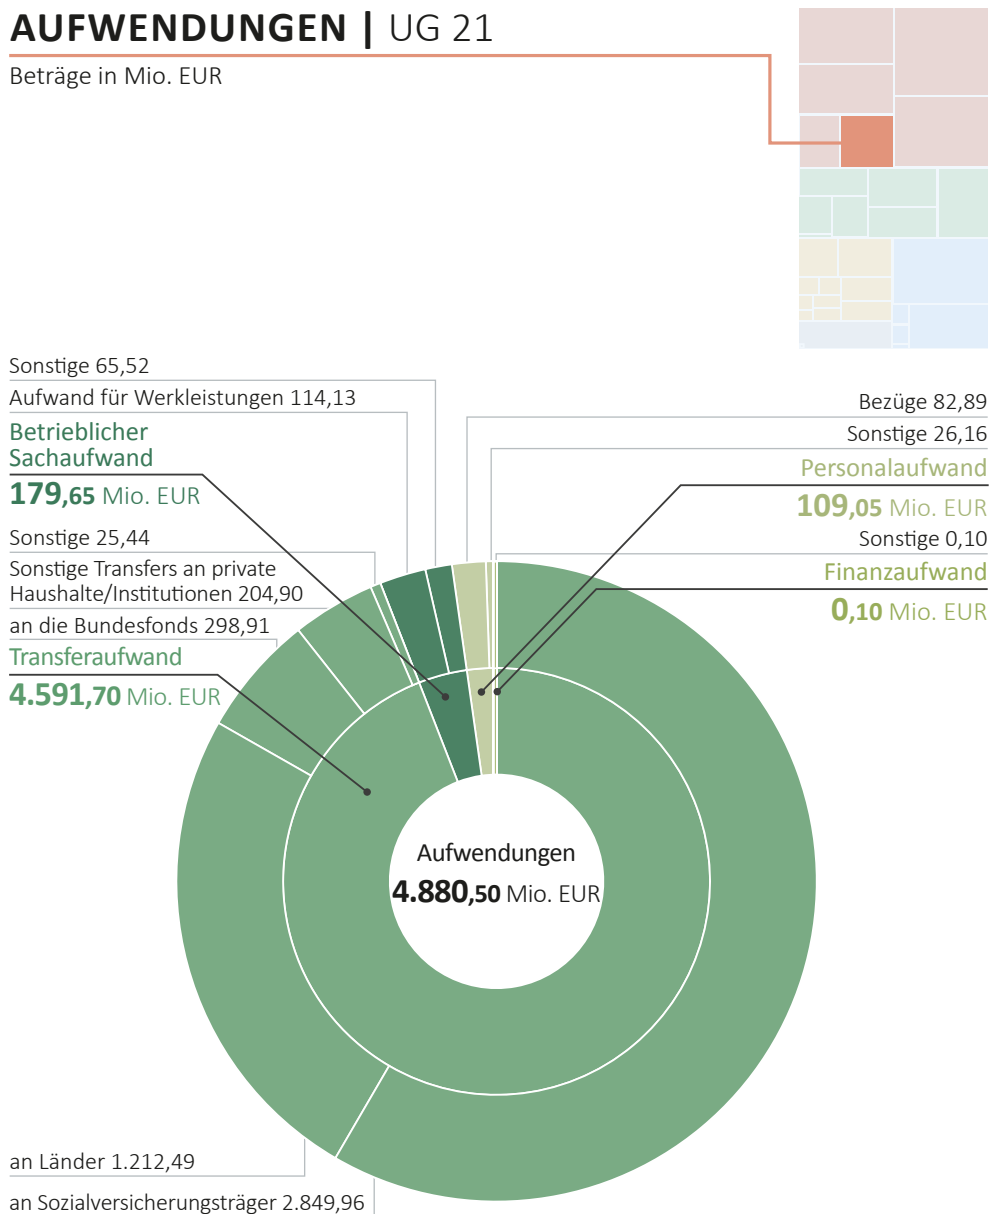 AUFWENDUNGEN | UG 21
Beträge in Mio. EUR
Sonstige 65,52
Aufwand für Werkleistungen 114,13
Betrieblicher
Sachaufwand
179,65 Mio. EUR
Sonstige 25,44
Sonstige Transfers an private
Haushalte/Institutionen 204,90
an die Bundesfonds 298,91
Transferaufwand
4.591,70 Mio. EUR
Bezüge 82,89
Sonstige 26,16
Personalaufwand
109,05 Mio. EUR
Sonstige 0,10
Finanzaufwand
0,10 Mio. EUR
Aufwendungen
4.880,50 Mio. EUR
an Länder 1.212,49
an Sozialversicherungsträger 2.849,96